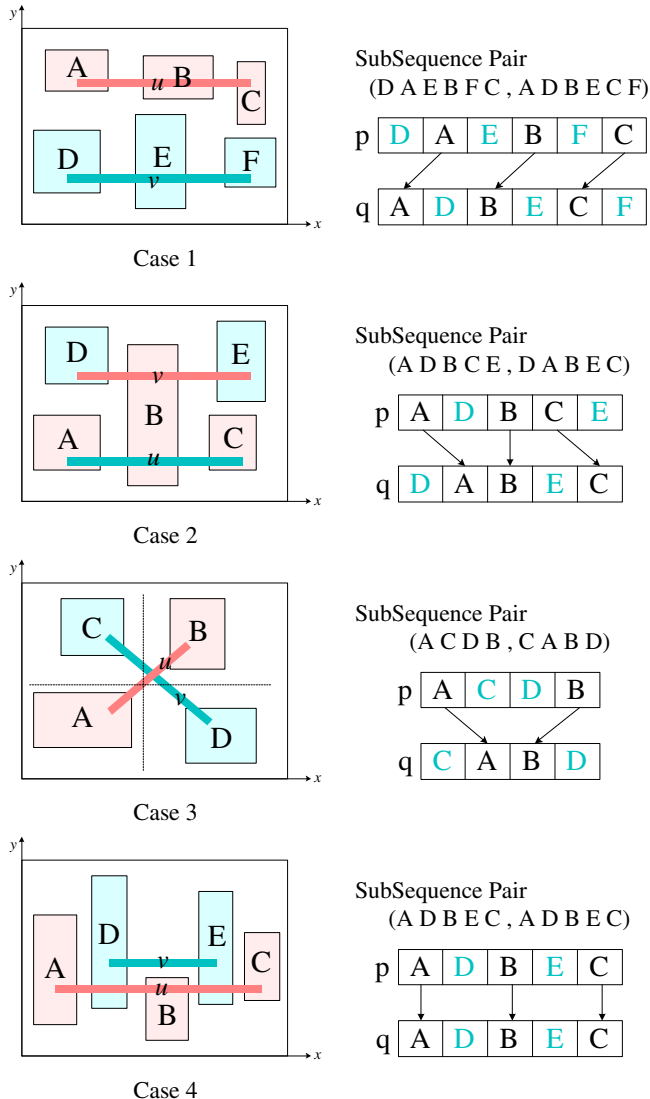 y
A
u
B
C
D
E
v
F
x
Case 1
SubSequence Pair
(D A E B F C , A D B E C F)
p D A E B F C
q A D B E C F
y
D
v
E
B
A
u
C
x
Case 2
SubSequence Pair
(A D B C E , D A B E C)
p A D B C E
q D A B E C
y
C
B
u
A
v
D
x
Case 3
SubSequence Pair
(A C D B , C A B D)
p A C D B
q C A B D
y
D
E
A
v
C
u
B
x
Case 4
SubSequence Pair
(A D B E C , A D B E C)
p A D B E C
q A D B E C